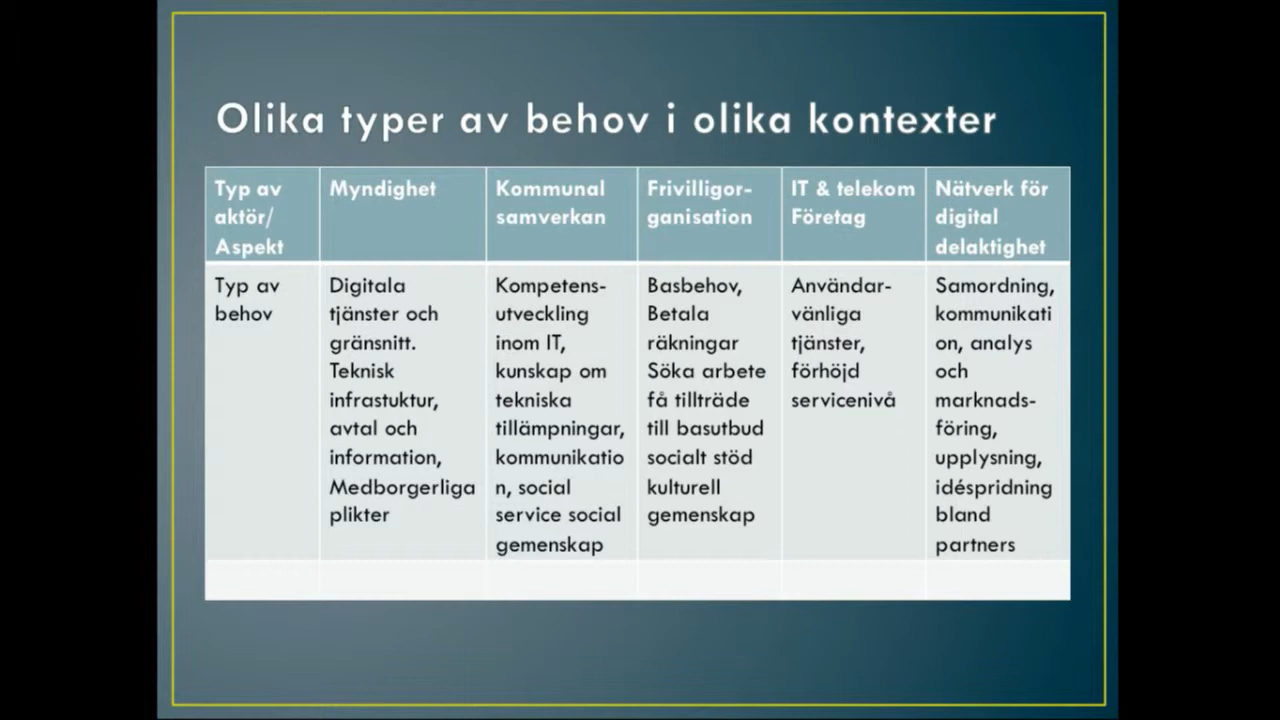 Olika typer av behov i olika kontexter
Typ av
aktör/
Aspekt
Myndighet
Kommunal
samverkan
Frivilligor-
ganisation
IT & telekom
Företag
Nätverk för
digital
delaktighet
Typ av
behov
Digitala
tjänster och
gränsnitt.
Teknisk
infrastuktur,
avtal och
information,
Medborgerliga
plikter
Kompetens-
utveckling
inom IT,
kunskap om
tekniska
tillämpningar,
kommunikatio
n, social
service social
gemenskap
Basbehov,
Betala
räkningar
Söka arbete
få tillträde
till basutbud
socialt stöd
kulturell
gemenskap
Användar-
vänliga
tjänster,
förhöjd
servicenivå
Samordning,
kommunikati
on, analys
och
marknads-
föring,
upplysning,
idéspridning
bland
partners